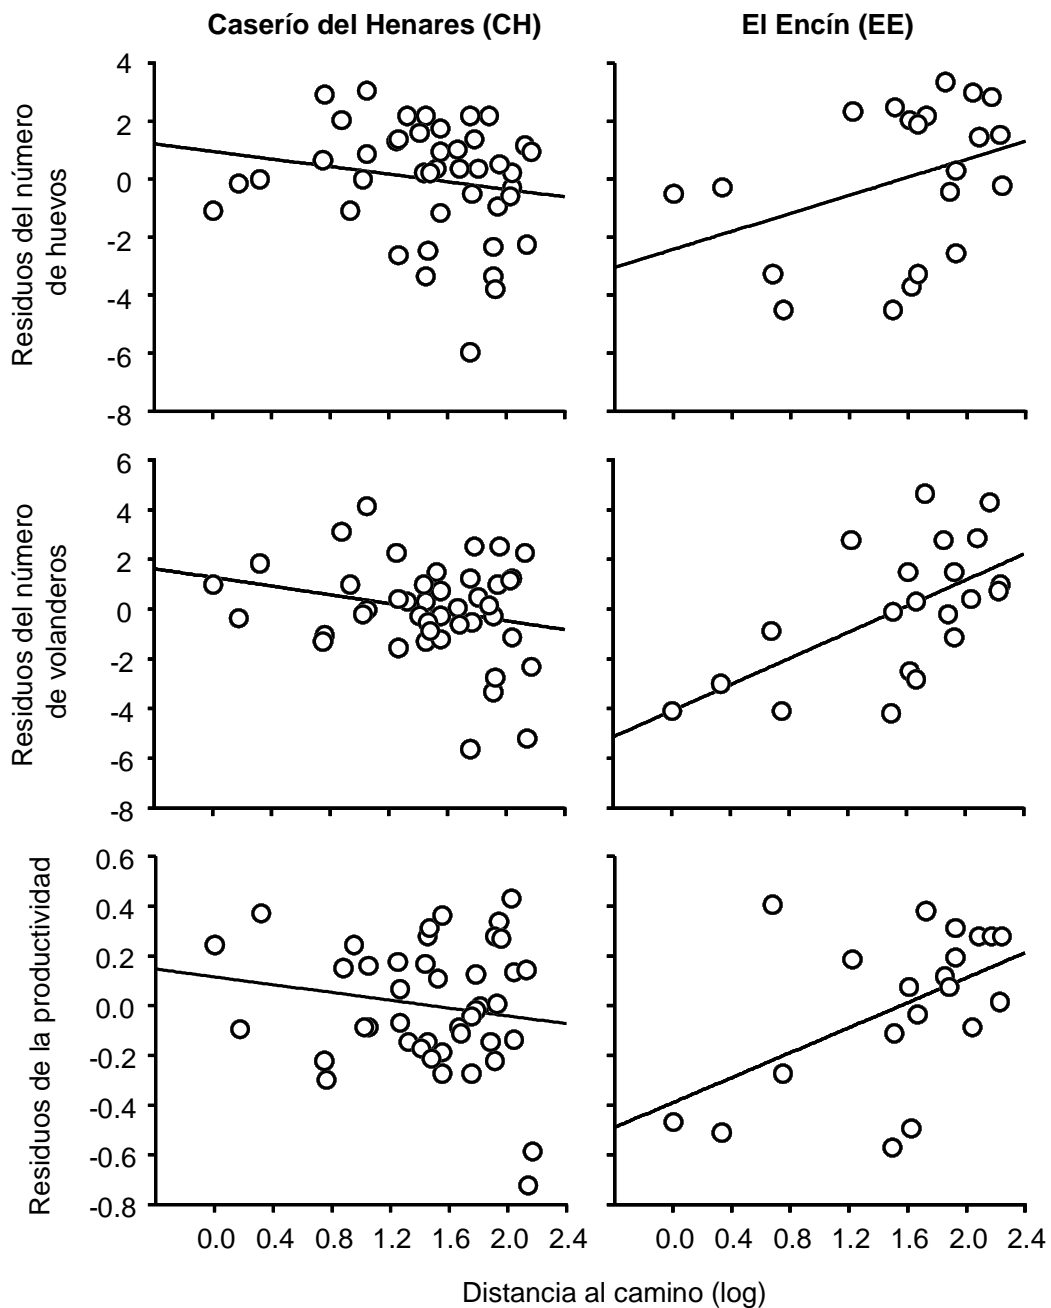 Caserío del Henares (CH)
El Encín (EE)
Residuos del número
de huevos
4
2
0
-2
-4
-6
-8
Residuos del número
de volanderos
6
4
2
0
-2
-4
-6
-8
Residuos de la productividad
0.6
0.4
0.2
0.0
-0.2
-0.4
-0.6
-0.8
0.0 0.4 0.8 1.2 1.6 2.0 2.4
0.0 0.4 0.8 1.2 1.6 2.0 2.4
Distancia al camino (log)